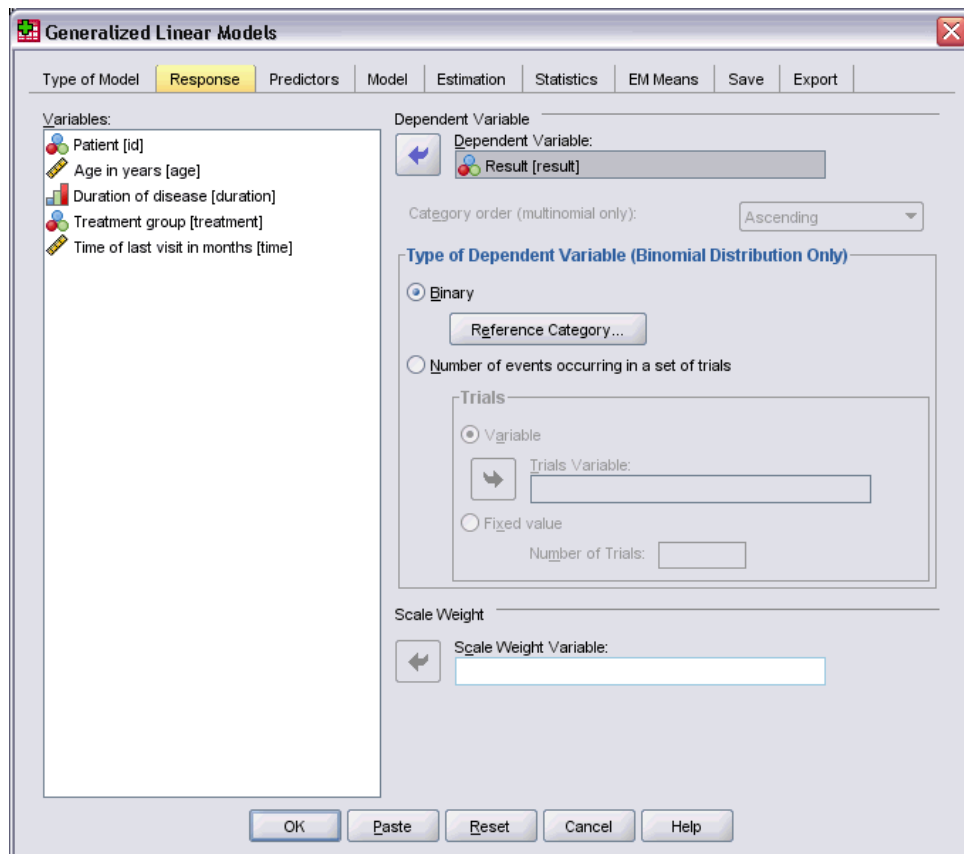 Generalized Linear Models
Type of Model Response Predictors Model Estimation Statistics EM Means Save Export
Variables:
Patient [id]
Age in years [age]
Duration of disease [duration]
Treatment group [treatment]
Time of last visit in months [time]
Dependent Variable
Dependent Variable:
Result [result]
Category order (multinomial only): Ascending
Type of Dependent Variable (Binomial Distribution Only)
Binary
Reference Category...
Number of events occurring in a set of trials
Trials
Variable
Trials Variable:
Fixed value
Number of Trials:
Scale Weight
Scale Weight Variable:
OK Paste Reset Cancel Help